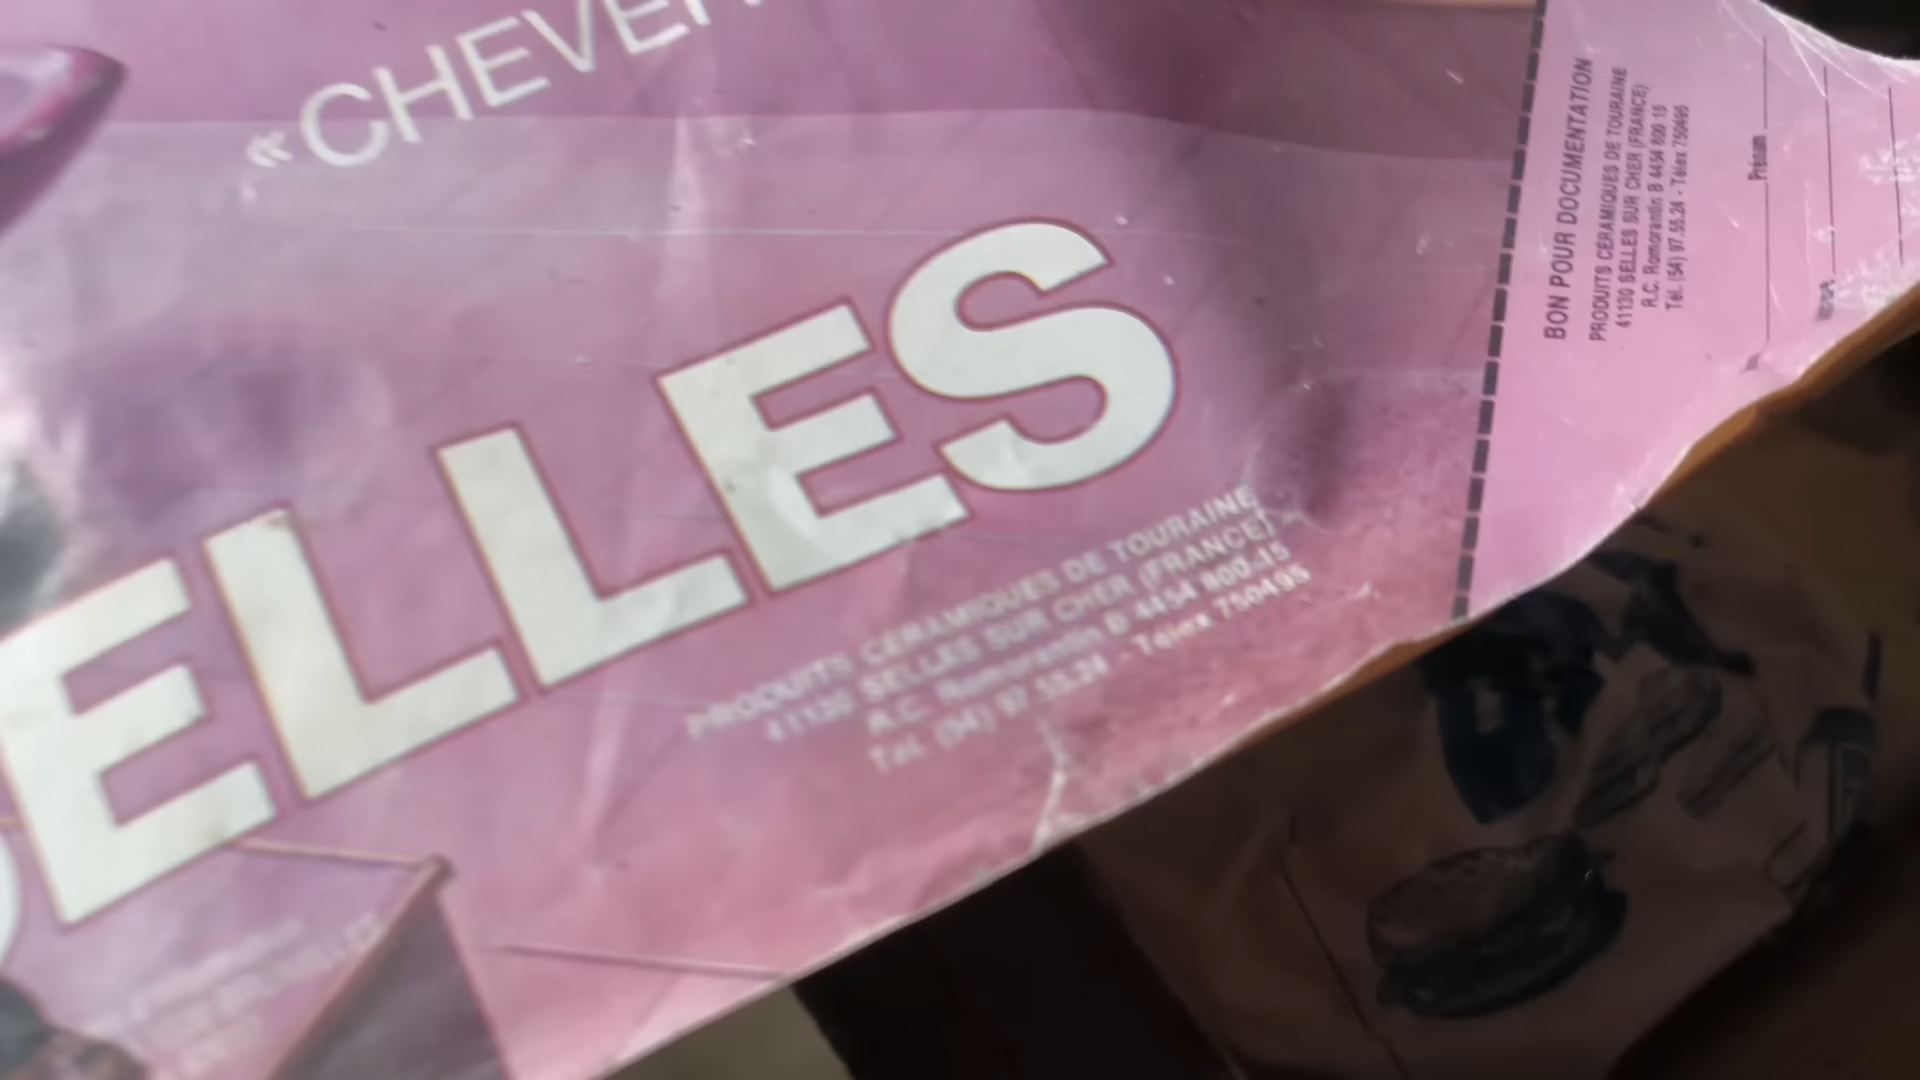 «CHEVER
ELLES
PRODUITS CÉRAMIQUES DE TOURAINE
41130 SELLES SUR CHER (FRANCE)
R.C. Romorantin B 4454 800 15
Tél. (54) 97.55.24 - Télex 750495
BON POUR DOCUMENTATION
PRODUITS CÉRAMIQUES DE TOURAINE
41130 SELLES SUR CHER (FRANCE)
R.C. Romorantin B 4454 800 15
Tél. (54) 97.55.24 - Télex 750495
Prénom